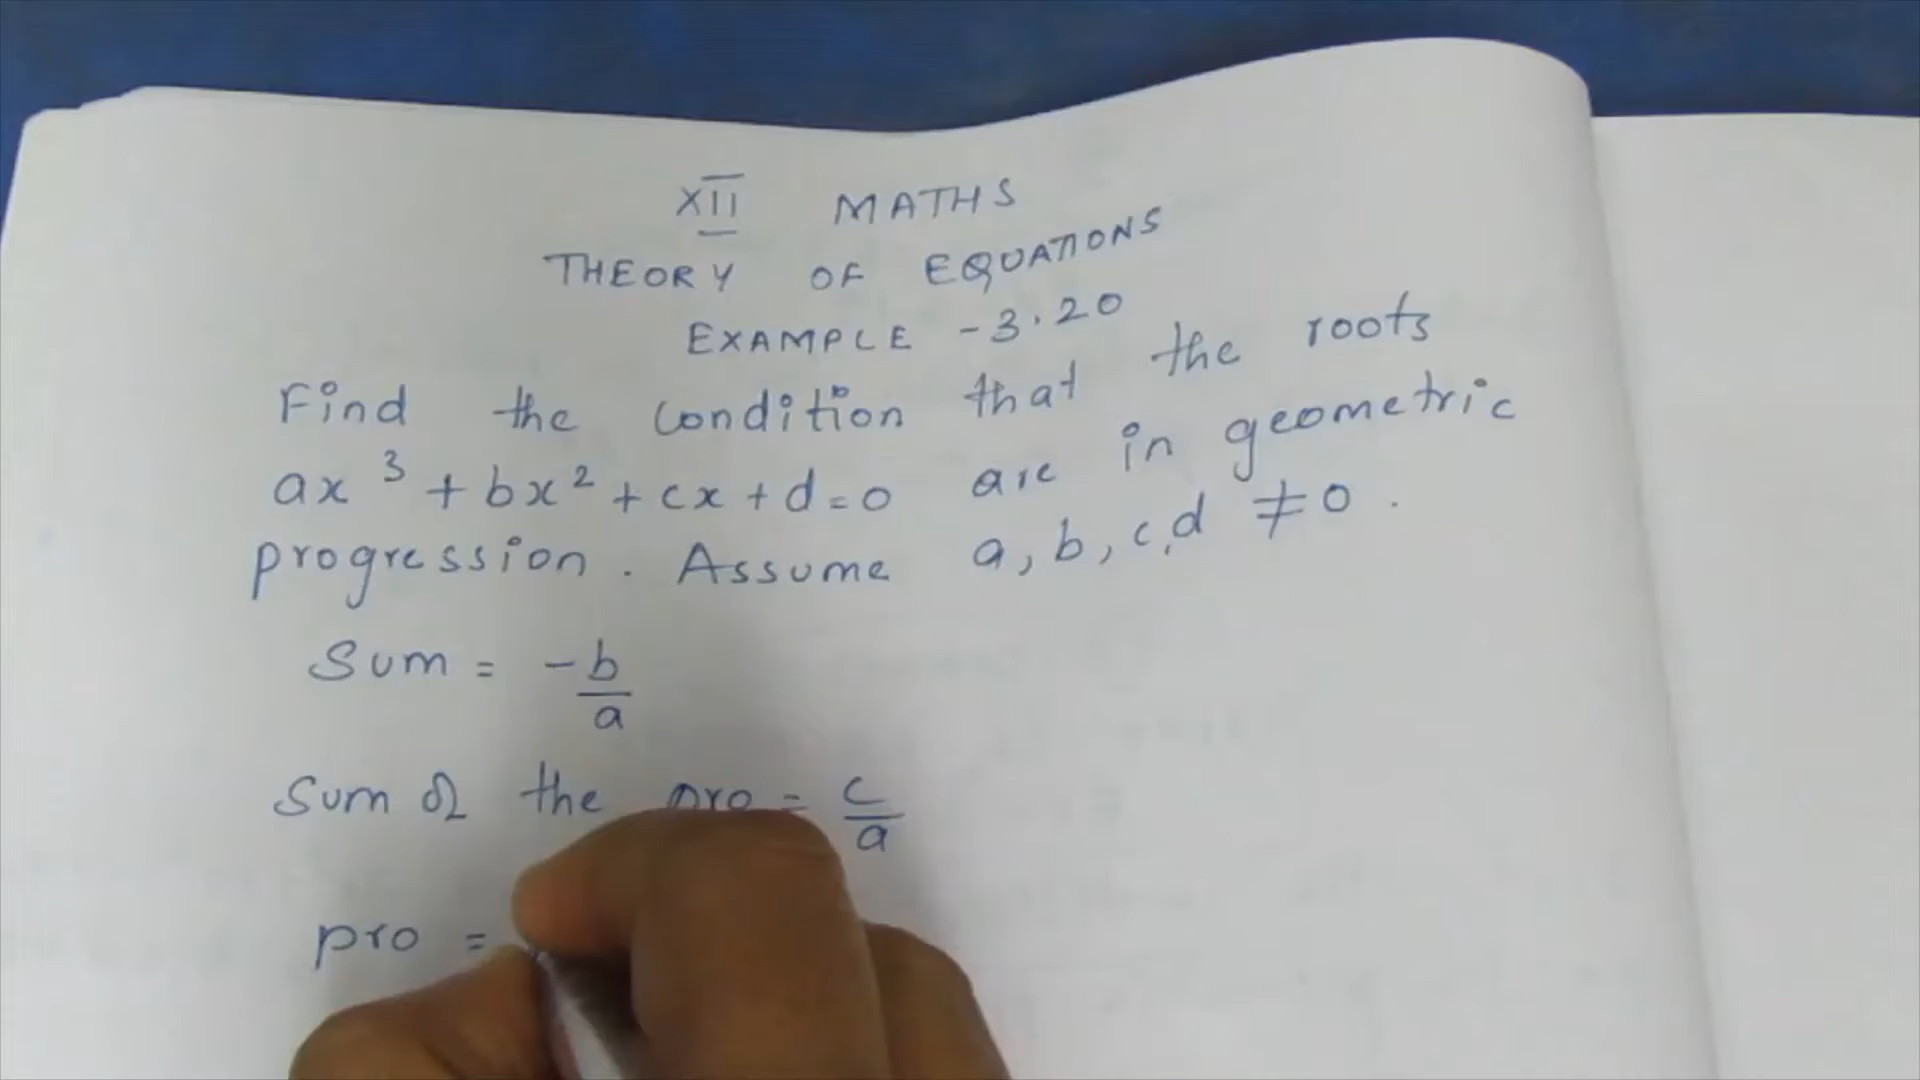 XII MATHS
THEORY OF EQUATIONS
EXAMPLE - 3.20
Find the condition that the roots
ax³ + bx² + cx + d = 0 are in geometric
progression. Assume a, b, c, d ≠ 0.
Sum = -b/a
Sum of the pro = c/a
pro =